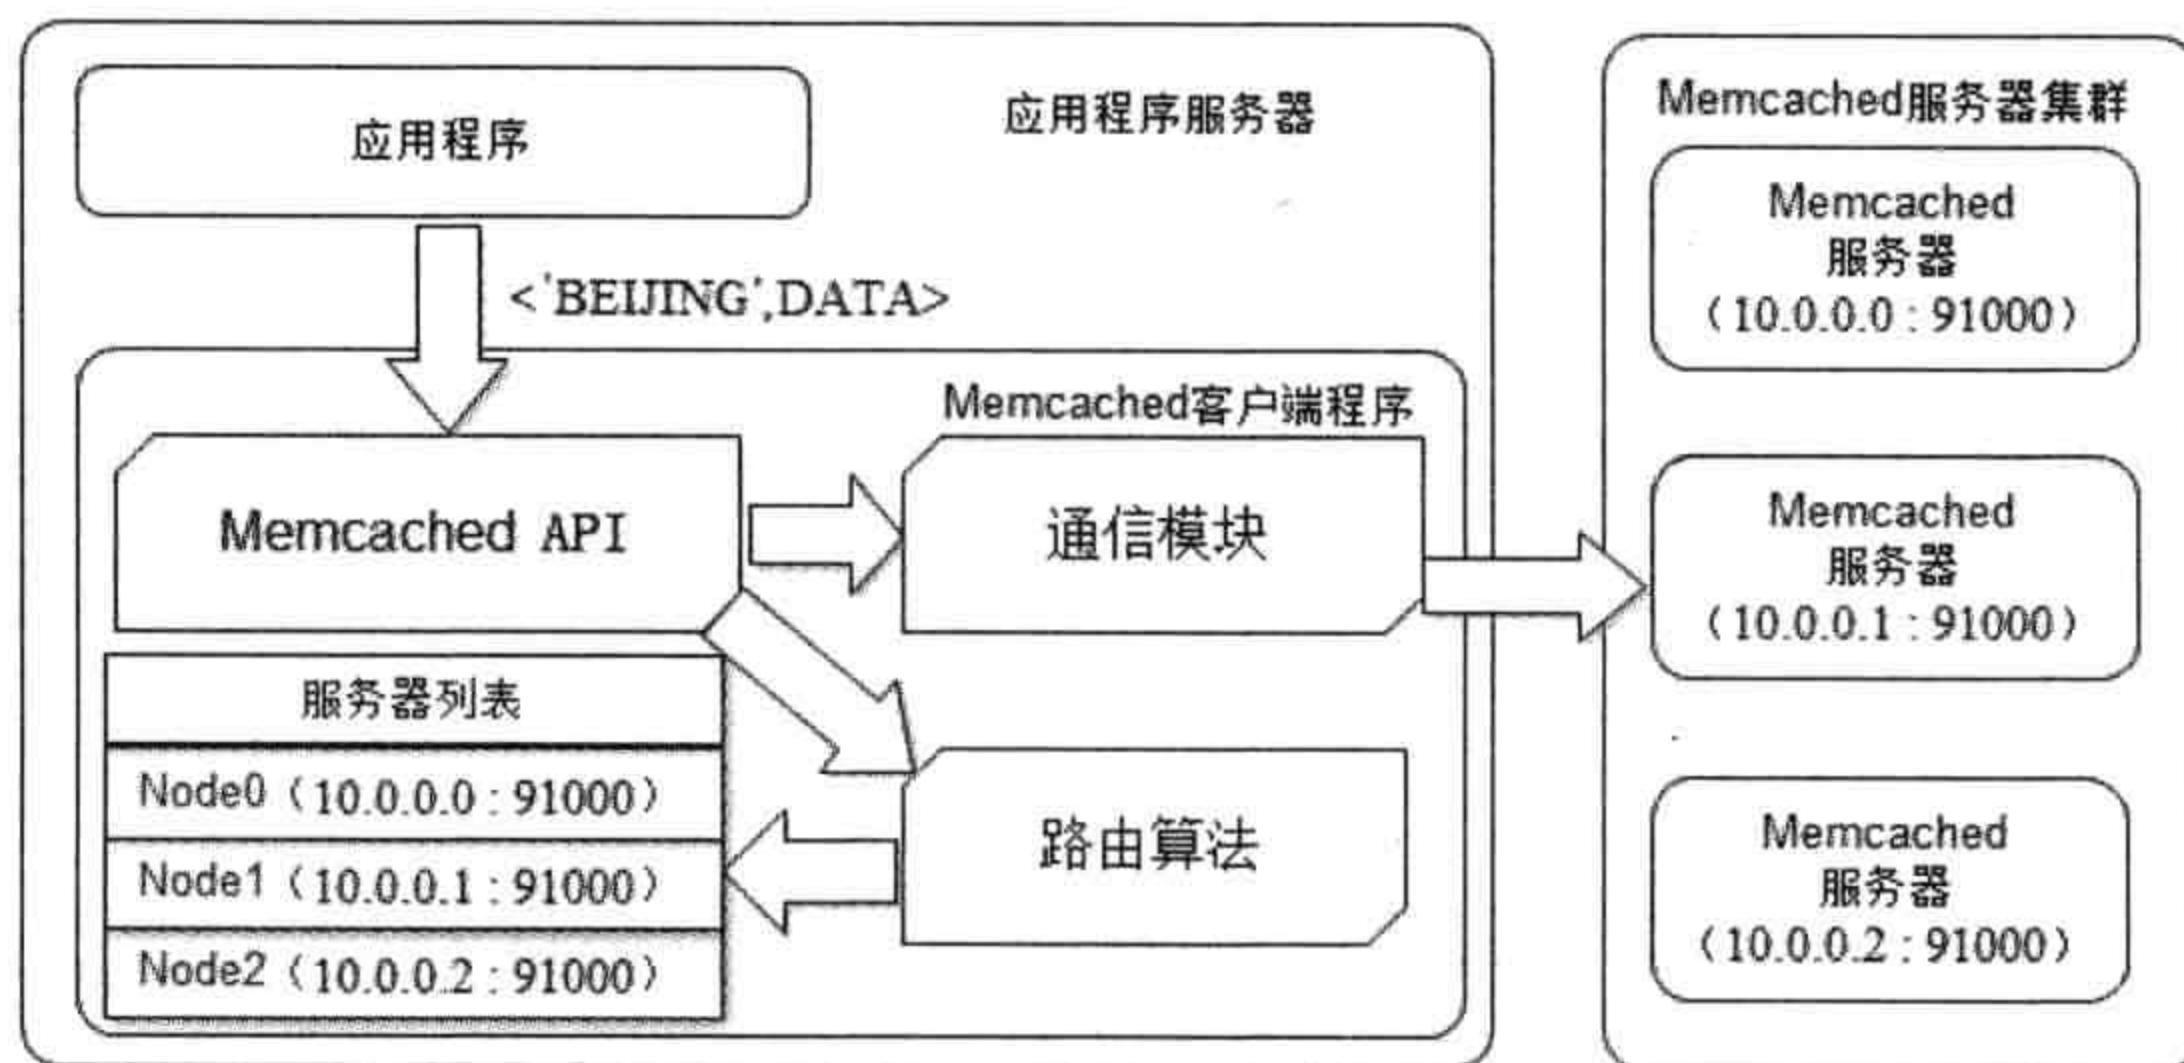 应用程序
应用程序服务器
<'BEIJING',DATA>
Memcached客户端程序
Memcached API
通信模块
服务器列表
Node0（10.0.0.0：91000）
Node1（10.0.0.1：91000）
Node2（10.0.0.2：91000）
路由算法
Memcached服务器集群
Memcached
服务器
（10.0.0.0：91000）
Memcached
服务器
（10.0.0.1：91000）
Memcached
服务器
（10.0.0.2：91000）